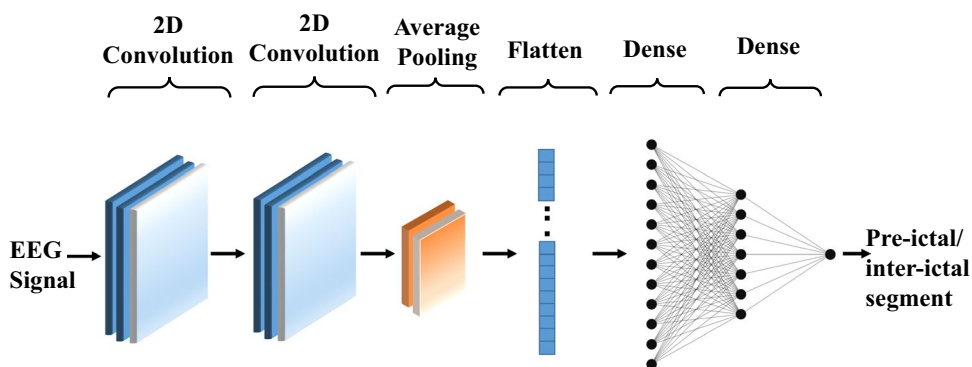 2D
Convolution
2D
Convolution
Average
Pooling
Flatten
Dense
Dense
EEG
Signal
Pre-ictal/
inter-ictal
segment